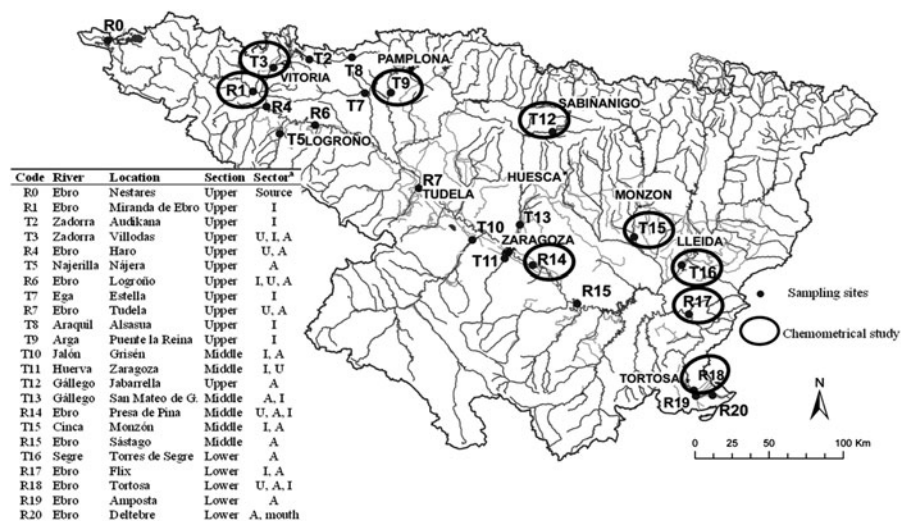 R0
T3
T2
VITORIA
T8
PAMPLONA
T9
R1
R4
T7
R6
T5 LOGROÑO
SABIÑANIGO
T12
HUESCA
R7
TUDELA
MONZON
T13
T10
ZARAGOZA
T15
LLEIDA
T11
R14
T16
R15
R17
TORTOSA
R18
R19
R20
Sampling sites
Chemometrical study
N
0 25 50 100 Km
Code River Location Section Sectorª
R0 Ebro Nestares Upper Source
R1 Ebro Miranda de Ebro Upper I
T2 Zadorra Audikana Upper I
T3 Zadorra Villodas Upper U, I, A
R4 Ebro Haro Upper U, A
T5 Najerilla Nájera Upper A
R6 Ebro Logroño Upper I, U, A
T7 Ega Estella Upper I
R7 Ebro Tudela Upper U, A
T8 Araquil Alsasua Upper I
T9 Arga Puente la Reina Upper I
T10 Jalón Grisén Middle I, A
T11 Huerva Zaragoza Middle I, U
T12 Gállego Jabarrella Upper A
T13 Gállego San Mateo de G. Middle A, I
R14 Ebro Presa de Pina Middle U, A, I
T15 Cinca Monzón Middle I, A
R15 Ebro Sástago Middle A
T16 Segre Torres de Segre Lower A
R17 Ebro Flix Lower I, A
R18 Ebro Tortosa Lower U, A, I
R19 Ebro Amposta Lower A
R20 Ebro Deltebre Lower A, mouth